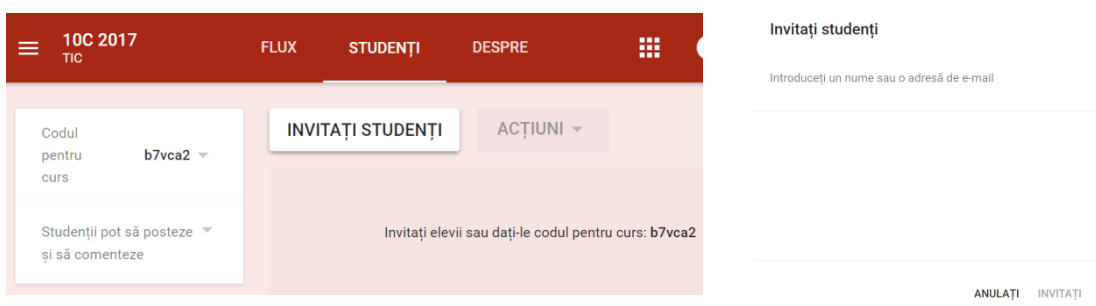 10C 2017
TIC
FLUX
STUDENȚI
DESPRE
Codul
pentru
curs
b7vca2
Studenții pot să posteze
și să comenteze
INVITAȚI STUDENȚI
ACȚIUNI
Invitați elevii sau dați-le codul pentru curs: b7vca2
Invitați studenți
Introduceți un nume sau o adresă de e-mail
ANULAȚI INVITAȚI